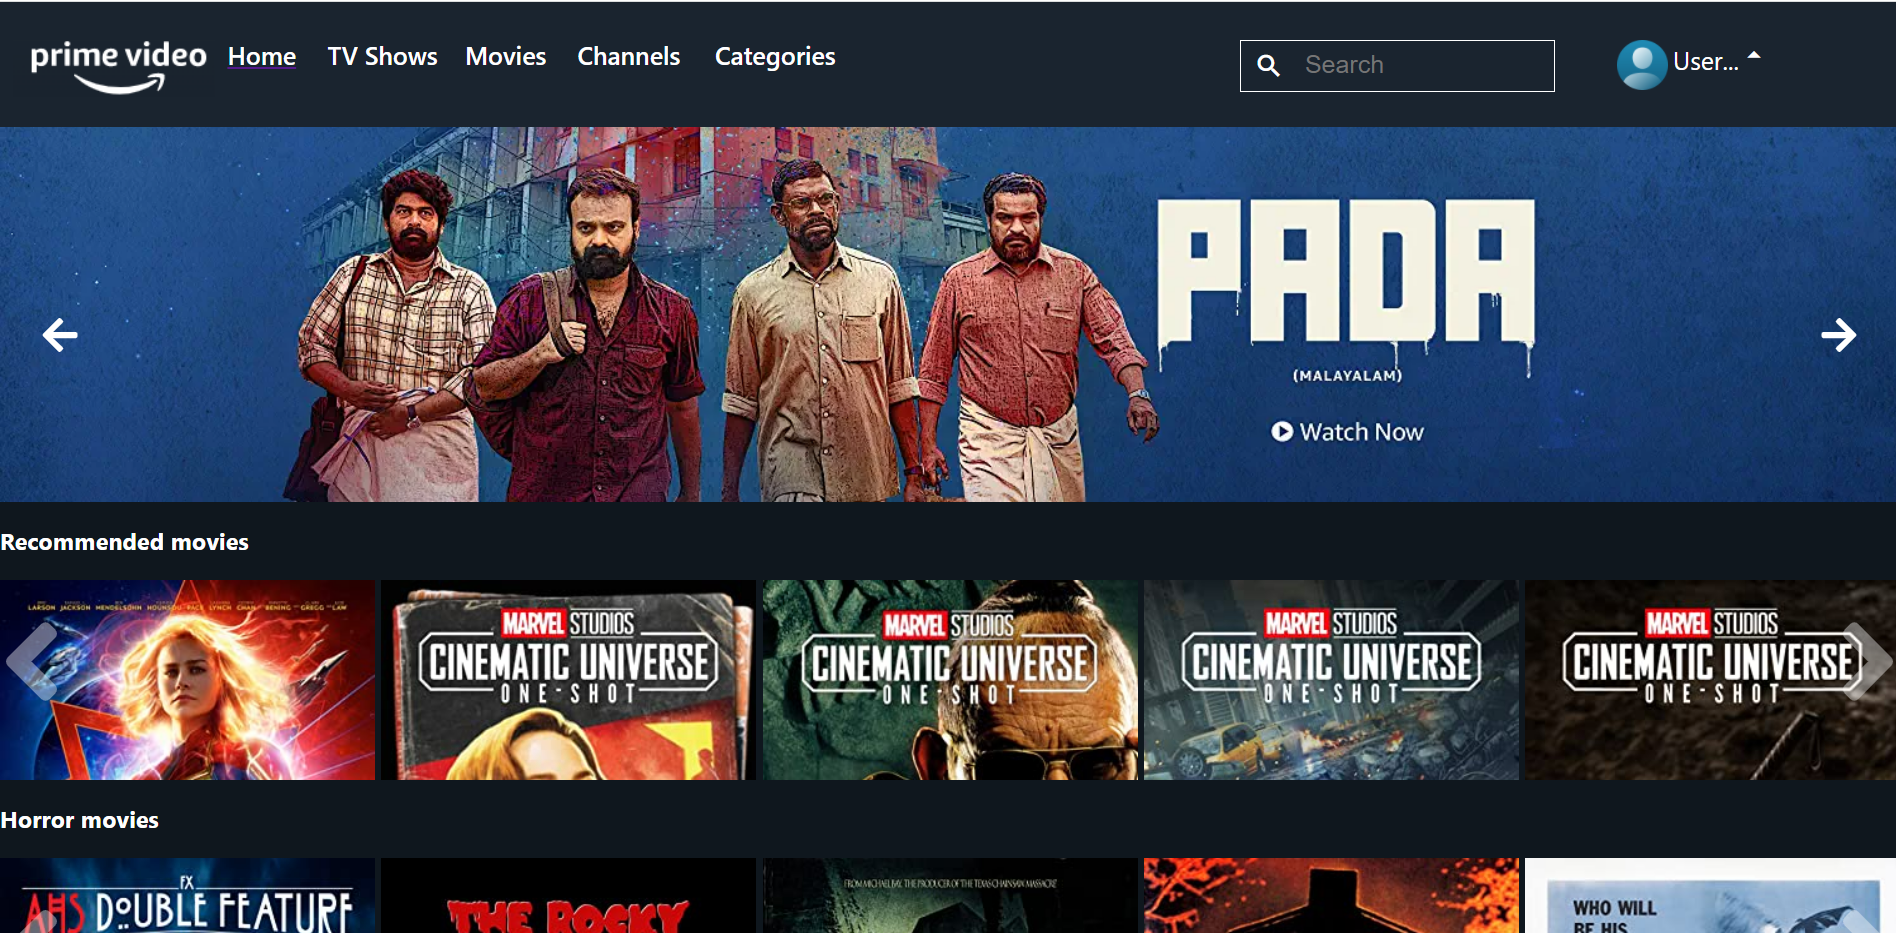 prime video Home TV Shows Movies Channels Categories Search User...
PADA
(MALAYALAM)
Watch Now
Recommended movies
LARSON JACKSON MENDELSOHN HOUNSOU PACE LYNCH CHAN BENING GREGG LAW
MARVEL STUDIOS
CINEMATIC UNIVERSE
ONE-SHOT
MARVEL STUDIOS
CINEMATIC UNIVERSE
ONE-SHOT
MARVEL STUDIOS
CINEMATIC UNIVERSE
ONE-SHOT
MARVEL STUDIOS
CINEMATIC UNIVERSE
ONE-SHOT
Horror movies
FX
AHS DOUBLE FEATURE
THE ROCKY
FROM MICHAEL BAY, THE PRODUCER OF THE TEXAS CHAINSAW MASSACRE
WHO WILL
BE HIS